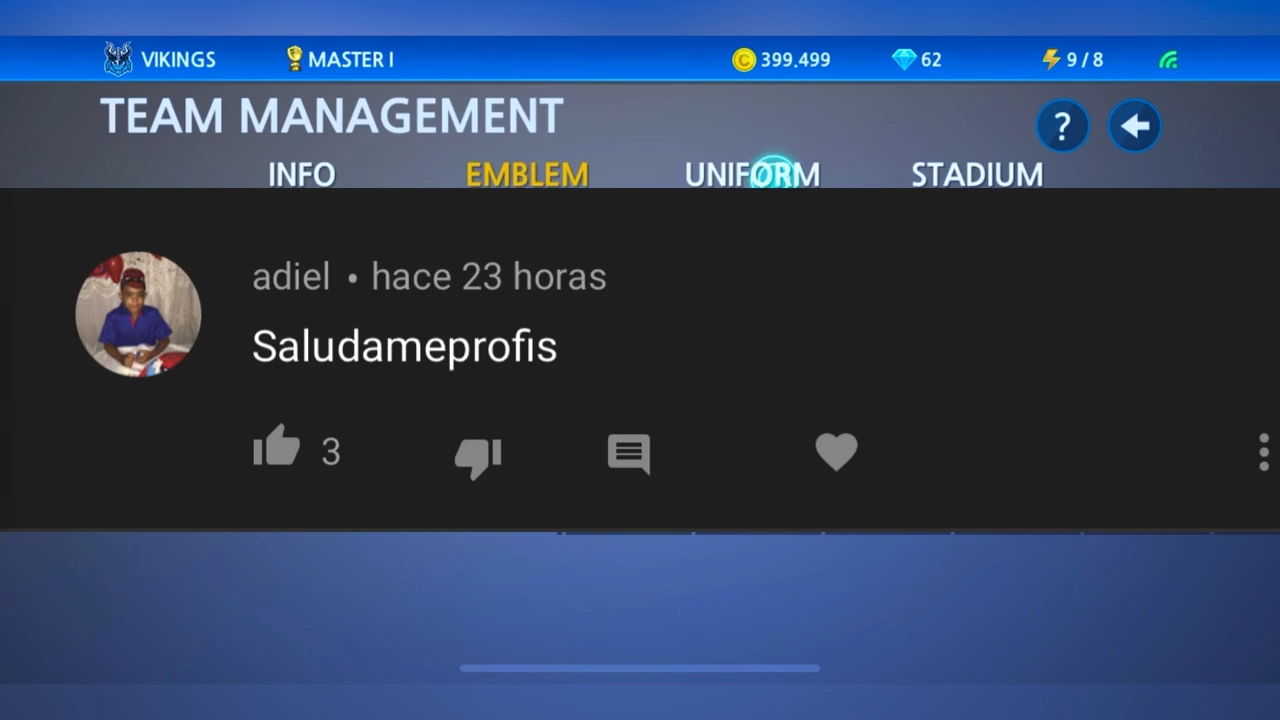 VIKINGS MASTER I 399,499 62 9 / 8
TEAM MANAGEMENT ?
INFO EMBLEM UNIFORM STADIUM
adiel • hace 23 horas
Saludameprofis
3